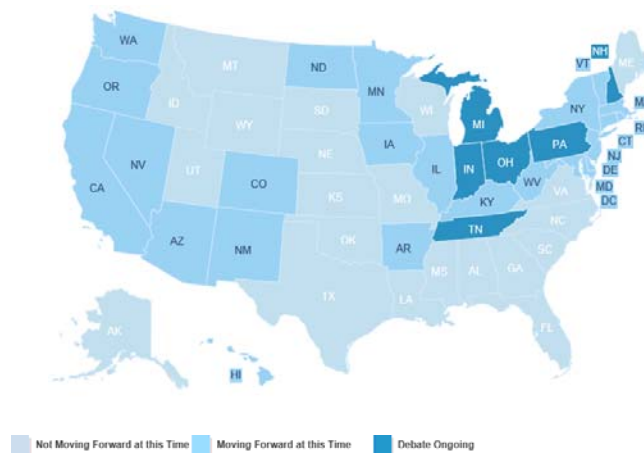 WA
ND
NH
VT
ME
MT
MN
OR
NY
ID
SD
WI
MI
RI
WY
CT
IA
PA
NJ
NE
DE
NV
OH
IL
IN
UT
MD
CO
WV
CA
VA
DC
KS
MO
KY
NC
TN
AZ
OK
NM
AR
SC
MS
AL
GA
TX
LA
AK
FL
HI
Not Moving Forward at this Time Moving Forward at this Time Debate Ongoing